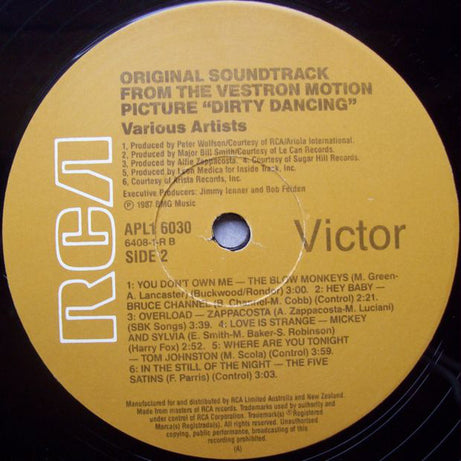 RCA
ORIGINAL SOUNDTRACK
FROM THE VESTRON MOTION
PICTURE "DIRTY DANCING"
Various Artists
1, Produced by Peter Wolfson/Courtesy of RCA/Ariola International.
2, Produced by Major Bill Smith/Courtesy of Le Can Records.
3, Produced by Alfie Zappacosta. 4, Courtesy of Sugar Hill Records.
5, Produced by Lyon Medica for Inside Track, Inc.
6, Courtesy of Arista Records, Inc.
Executive Producers: Jimmy Ienner and Bob Feiden
℗ 1987 BMG Music
APL1 6030
6408-1-R B
SIDE 2
Victor
1: YOU DON'T OWN ME — THE BLOW MONKEYS (M. Green-
A. Lancaster) (Buckwood/Rondor) 3:00. 2: HEY BABY —
BRUCE CHANNEL (B. Channel-M. Cobb) (Control) 2:21.
3: OVERLOAD — ZAPPACOSTA (A. Zappacosta-M. Luciani)
(SBK Songs) 3:39. 4: LOVE IS STRANGE — MICKEY
AND SYLVIA (E. Smith-M. Baker-S. Robinson)
(Harry Fox) 2:52. 5: WHERE ARE YOU TONIGHT
— TOM JOHNSTON (M. Scola) (Control) 3:59.
6: IN THE STILL OF THE NIGHT — THE FIVE
SATINS (F. Parris) (Control) 3:03.
Manufactured for and distributed by RCA Limited Australia and New Zealand.
Made from masters of RCA records. Trademarks used by authority and
under control of RCA Corporation. Trademark(s) ®Registered
Marca(s) Registrada(s). All rights reserved. Unauthorised
copying, public performance, broadcasting of this
recording prohibited.
(A)